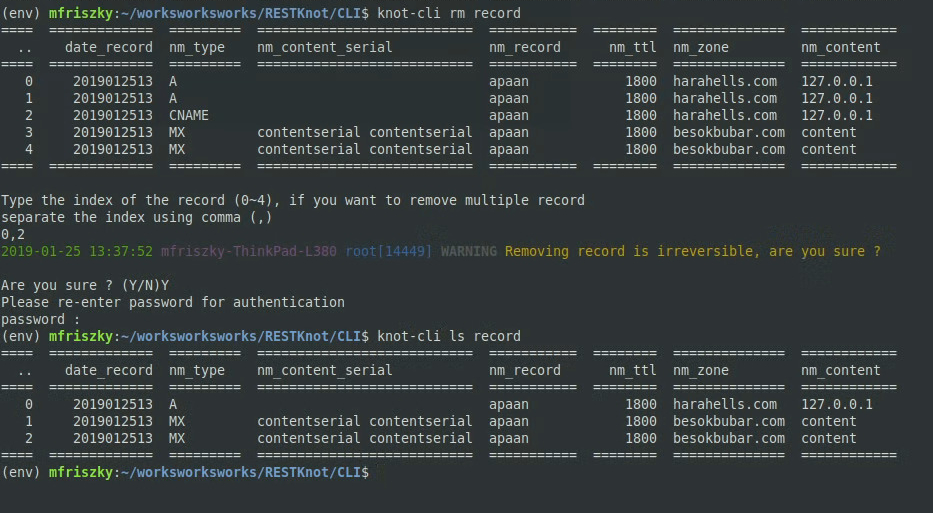 (env) mfriszky:~/worksworksworks/RESTKnot/CLI$ knot-cli rm record
====  =============  =========  ===========================  ===========  ========  ==============  ============
  ..    date_record  nm_type    nm_content_serial            nm_record      nm_ttl  nm_zone         nm_content
====  =============  =========  ===========================  ===========  ========  ==============  ============
   0     2019012513  A                                       apaan            1800  harahells.com   127.0.0.1
   1     2019012513  A                                       apaan            1800  harahells.com   127.0.0.1
   2     2019012513  CNAME                                   apaan            1800  harahells.com   127.0.0.1
   3     2019012513  MX         contentserial contentserial  apaan            1800  besokbubar.com  content
   4     2019012513  MX         contentserial contentserial  apaan            1800  besokbubar.com  content
====  =============  =========  ===========================  ===========  ========  ==============  ============
Type the index of the record (0~4), if you want to remove multiple record
separate the index using comma (,)
0,2
2019-01-25 13:37:52 mfriszky-ThinkPad-L380 root[14449] WARNING Removing record is irreversible, are you sure ?
Are you sure ? (Y/N)Y
Please re-enter password for authentication
password :
(env) mfriszky:~/worksworksworks/RESTKnot/CLI$ knot-cli ls record
====  =============  =========  ===========================  ===========  ========  ==============  ============
  ..    date_record  nm_type    nm_content_serial            nm_record      nm_ttl  nm_zone         nm_content
====  =============  =========  ===========================  ===========  ========  ==============  ============
   0     2019012513  A                                       apaan            1800  harahells.com   127.0.0.1
   1     2019012513  MX         contentserial contentserial  apaan            1800  besokbubar.com  content
   2     2019012513  MX         contentserial contentserial  apaan            1800  besokbubar.com  content
====  =============  =========  ===========================  ===========  ========  ==============  ============
(env) mfriszky:~/worksworksworks/RESTKnot/CLI$